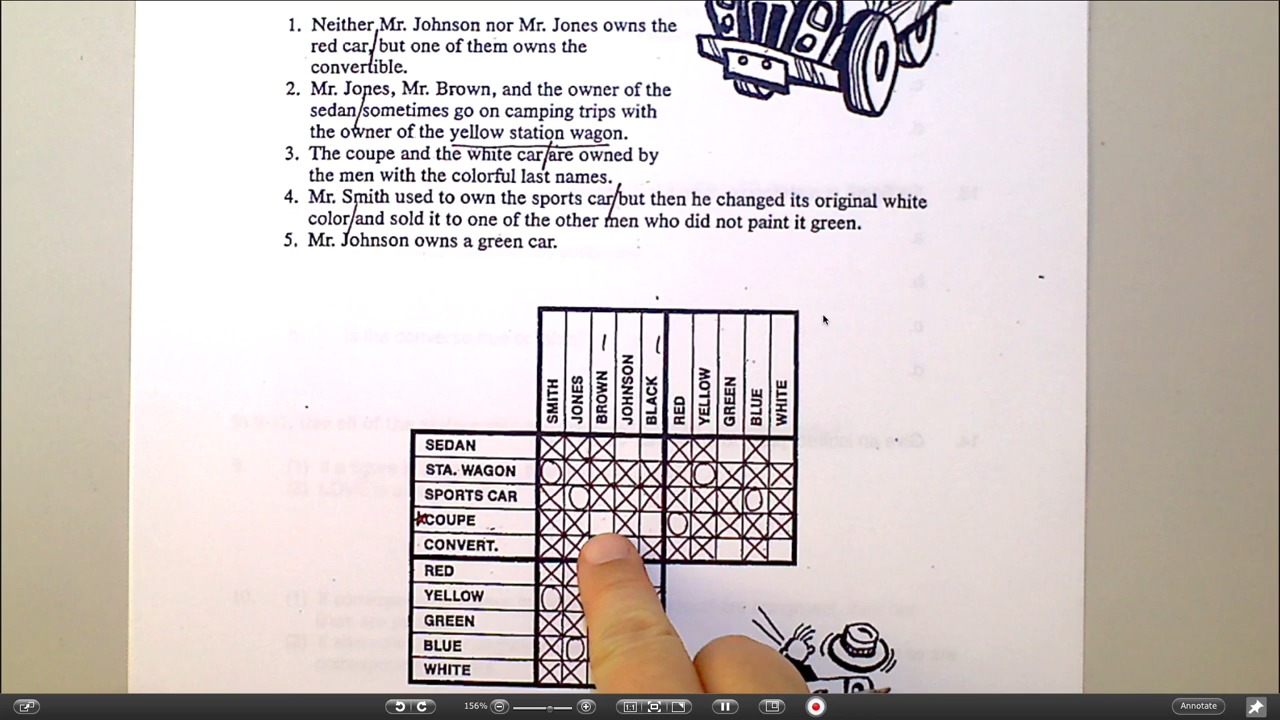 1. Neither Mr. Johnson nor Mr. Jones owns the
red car, but one of them owns the
convertible.
2. Mr. Jones, Mr. Brown, and the owner of the
sedan sometimes go on camping trips with
the owner of the yellow station wagon.
3. The coupe and the white car are owned by
the men with the colorful last names.
4. Mr. Smith used to own the sports car but then he changed its original white
color and sold it to one of the other men who did not paint it green.
5. Mr. Johnson owns a green car.
SMITH
JONES
BROWN
JOHNSON
BLACK
RED
YELLOW
GREEN
BLUE
WHITE
SEDAN
STA. WAGON
SPORTS CAR
COUPE
CONVERT.
RED
YELLOW
GREEN
BLUE
WHITE
156%
1:1
Annotate